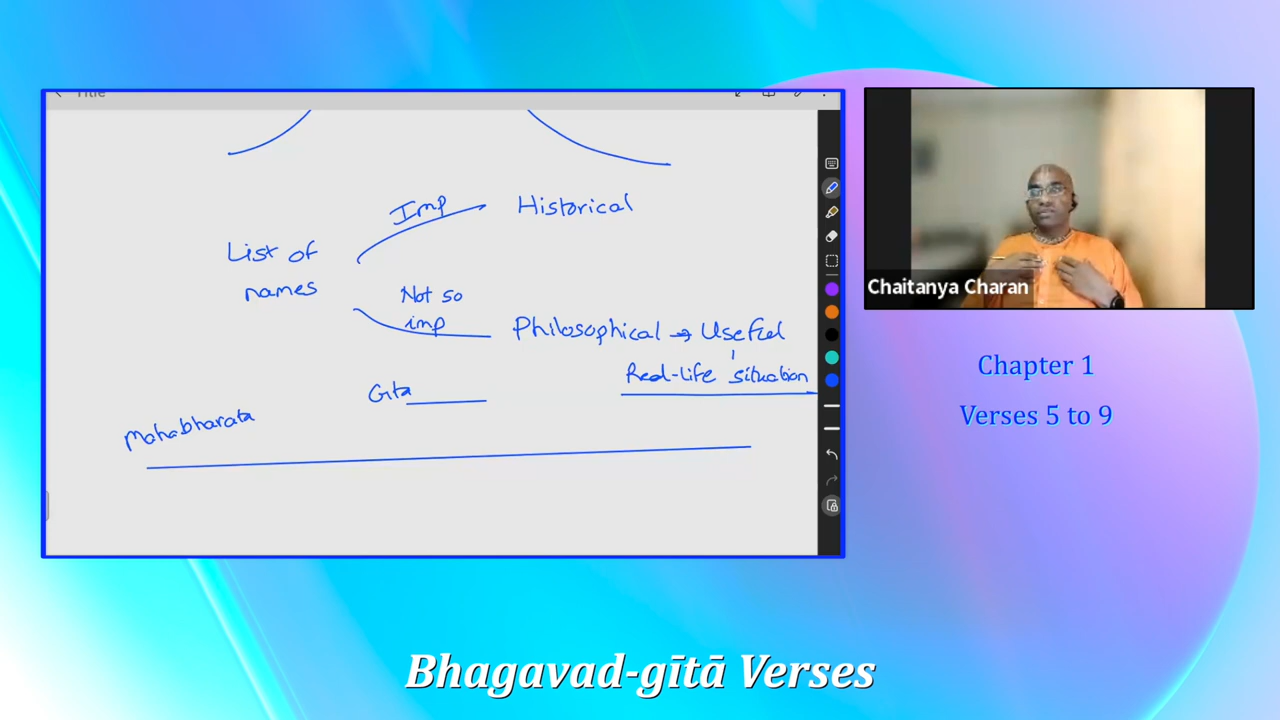 Title
Imp
Historical
List of
names
Not so
imp
Philosophical → Useful
Real-life situation
Gita
Mahabharata
Chaitanya Charan
Chapter 1
Verses 5 to 9
Bhagavad-gītā Verses